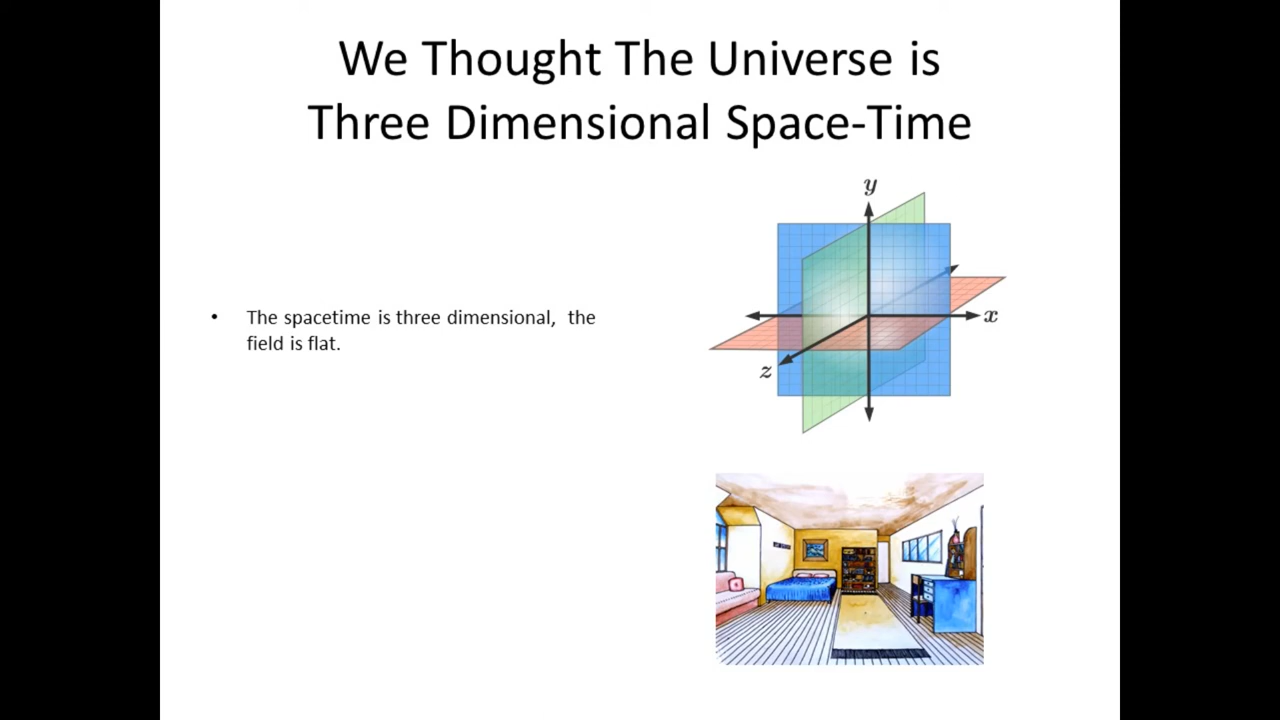 We Thought The Universe is
Three Dimensional Space-Time
• The spacetime is three dimensional, the
field is flat.
y
x
z